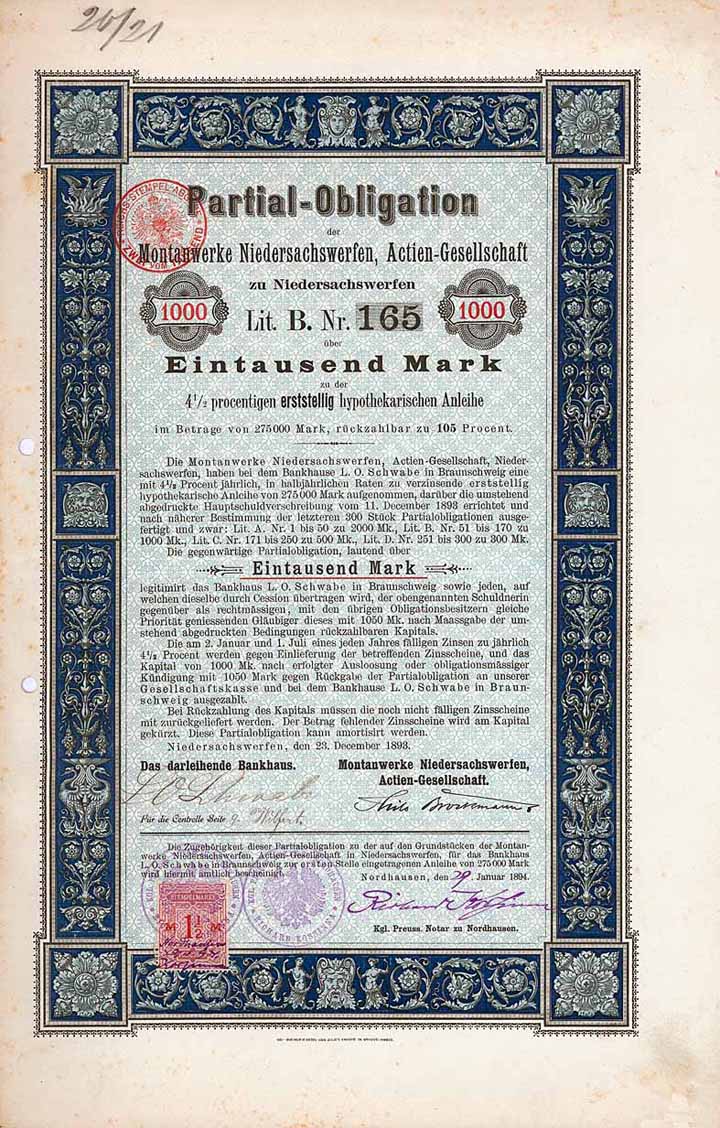 20/21
Partial-Obligation
der
Montanwerke Niedersachswerfen, Actien-Gesellschaft
zu Niedersachswerfen
1000 Lit. B. Nr. 165 1000
über
Eintausend Mark
zu der
4½ procentigen erststellig hypothekarischen Anleihe
im Betrage von 275000 Mark, rückzahlbar zu 105 Procent.
Die Montanwerke Niedersachswerfen, Actien-Gesellschaft, Nieder-
sachswerfen, haben bei dem Bankhause L. O. Schwabe in Braunschweig eine
mit 4½ Procent jährlich, in halbjährlichen Raten zu verzinsende erststellig
hypothekarische Anleihe von 275000 Mark aufgenommen, darüber die umstehend
abgedruckte Hauptschuldverschreibung vom 11. December 1893 errichtet und
nach näherer Bestimmung der letzteren 300 Stück Partialobligationen ausge-
fertigt und zwar: Lit. A. Nr. 1 bis 50 zu 2000 Mk., Lit. B. Nr. 51 bis 170 zu
1000 Mk., Lit. C. Nr. 171 bis 250 zu 500 Mk., Lit. D. Nr. 251 bis 300 zu 300 Mk.
Die gegenwärtige Partialobligation, lautend über
Eintausend Mark
legitimirt das Bankhaus L. O. Schwabe in Braunschweig sowie jeden, auf
welchen dieselbe durch Cession übertragen wird, der obengenannten Schuldnerin
gegenüber als rechtmässigen, mit den übrigen Obligationsbesitzern gleiche
Priorität geniessenden Gläubiger dieses mit 1050 Mk. nach Maassgabe der um-
stehend abgedruckten Bedingungen rückzahlbaren Kapitals.
Die am 2. Januar und 1. Juli eines jeden Jahres fälligen Zinsen zu jährlich
4½ Procent werden gegen Einlieferung der betreffenden Zinsscheine, und das
Kapital von 1000 Mk. nach erfolgter Ausloosung oder obligationsmässiger
Kündigung mit 1050 Mark gegen Rückgabe der Partialobligation an unserer
Gesellschaftskasse und bei dem Bankhause L. O. Schwabe in Braun-
schweig ausgezahlt.
Bei Rückzahlung des Kapitals müssen die noch nicht fälligen Zinsscheine
mit zurückgeliefert werden. Der Betrag fehlender Zinsscheine wird am Kapital
gekürzt. Diese Partialobligation kann amortisirt werden.
Niedersachswerfen, den 23. December 1893.
Das darleihende Bankhaus. Montanwerke Niedersachswerfen,
Actien-Gesellschaft.
Für die Controlle Seite 9.
Die Zugehörigkeit dieser Partialobligation zu der auf den Grundstücken der Montan-
werke Niedersachswerfen, Actien-Gesellschaft in Niedersachswerfen, für das Bankhaus
L. O. Schwabe in Braunschweig zur ersten Stelle eingetragenen Anleihe von 275000 Mark
wird hiermit amtlich bescheinigt.
Nordhausen, den 29. Januar 1894.
STEMPELMARKE
M 1½ M
Kgl. Preuss. Notar zu Nordhausen.